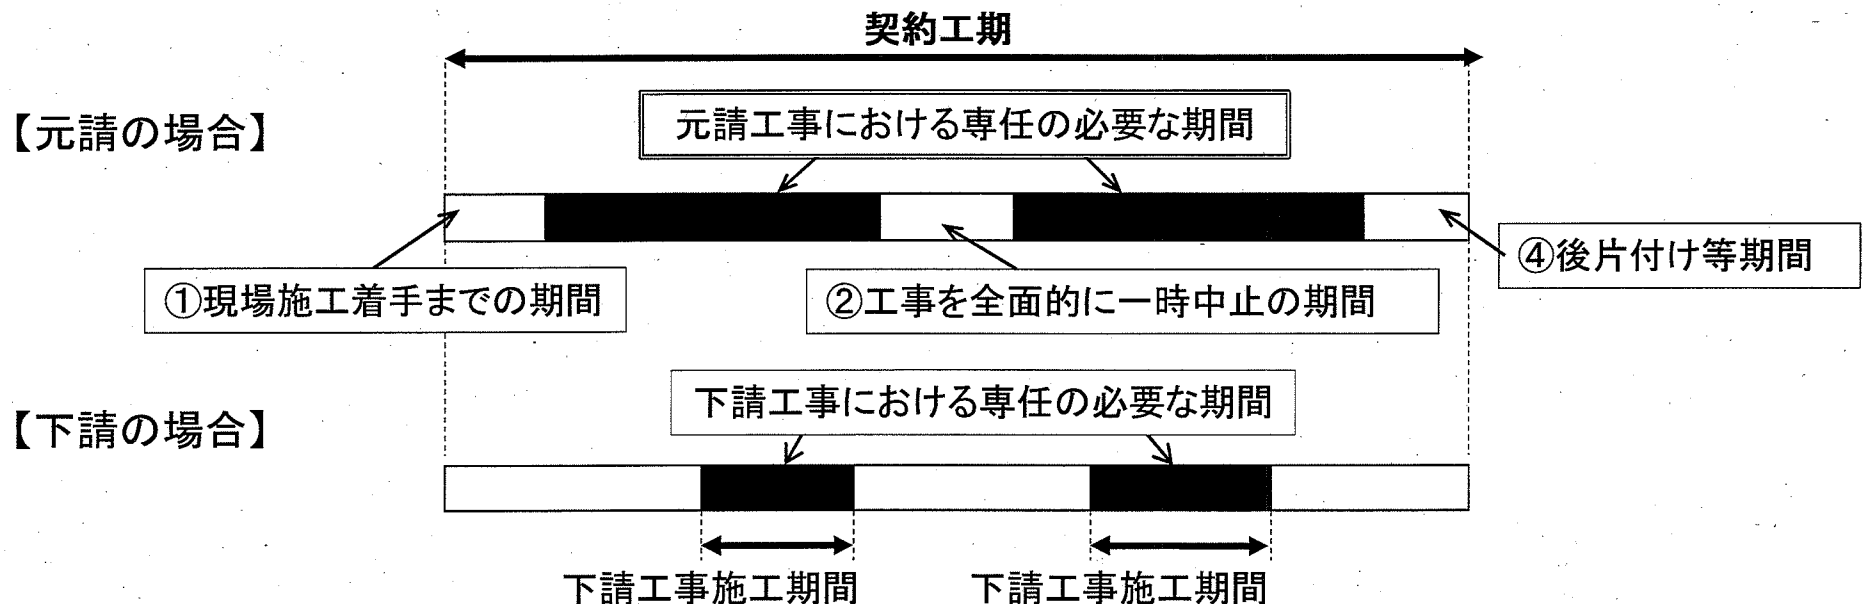 契約工期
【元請の場合】
元請工事における専任の必要な期間
①現場施工着手までの期間
②工事を全面的に一時中止の期間
④後片付け等期間
【下請の場合】
下請工事における専任の必要な期間
下請工事施工期間
下請工事施工期間